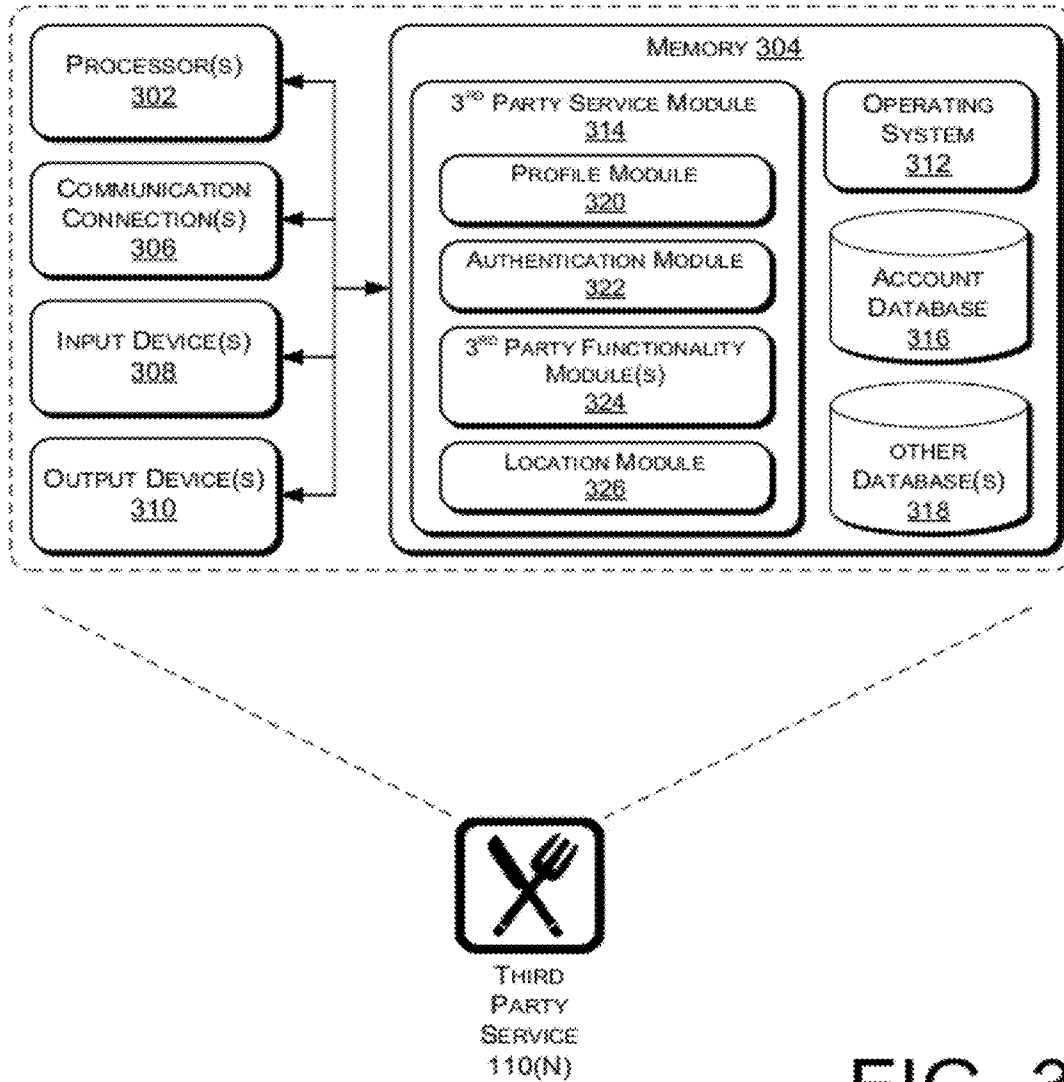 PROCESSOR(S)
302
COMMUNICATION
CONNECTION(S)
306
INPUT DEVICE(S)
308
OUTPUT DEVICE(S)
310
MEMORY 304
3RD PARTY SERVICE MODULE
314
PROFILE MODULE
320
AUTHENTICATION MODULE
322
3RD PARTY FUNCTIONALITY
MODULE(S)
324
LOCATION MODULE
326
OPERATING
SYSTEM
312
ACCOUNT
DATABASE
316
OTHER
DATABASE(S)
318
THIRD
PARTY
SERVICE
110(N)
FIG. 3